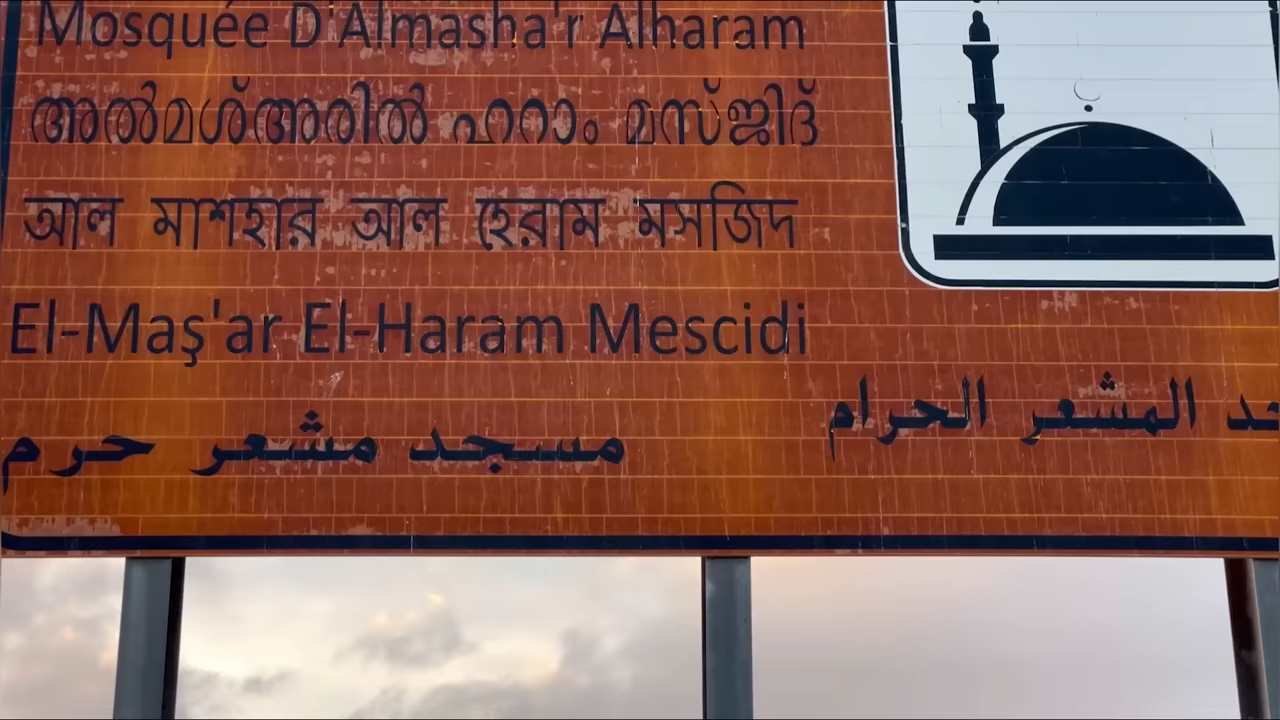 Mosquée D'Almasha'r Alharam
അൽമശ്അരിൽ ഹറാം മസ്ജിദ്
আল মাশহার আল হেরাম মসজিদ
El-Maş'ar El-Haram Mescidi
المشعر الحرام
مسجد مشعر حرم